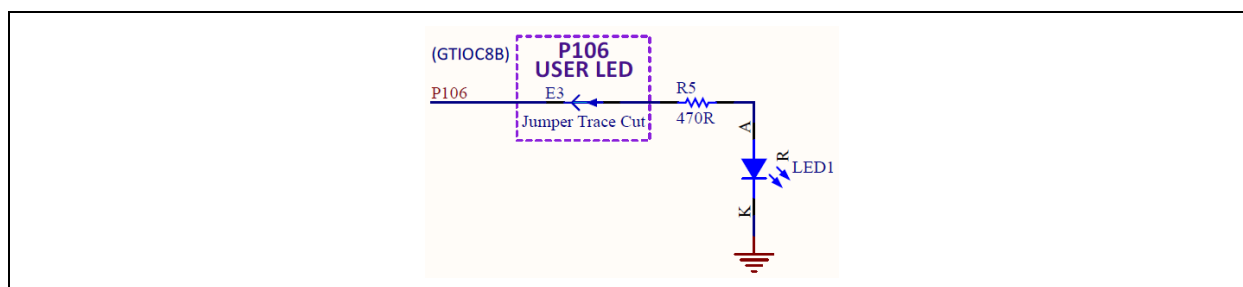 (GTIOC8B)
P106
USER LED
P106
E3
Jumper Trace Cut
R5
470R
A
R
LED1
K